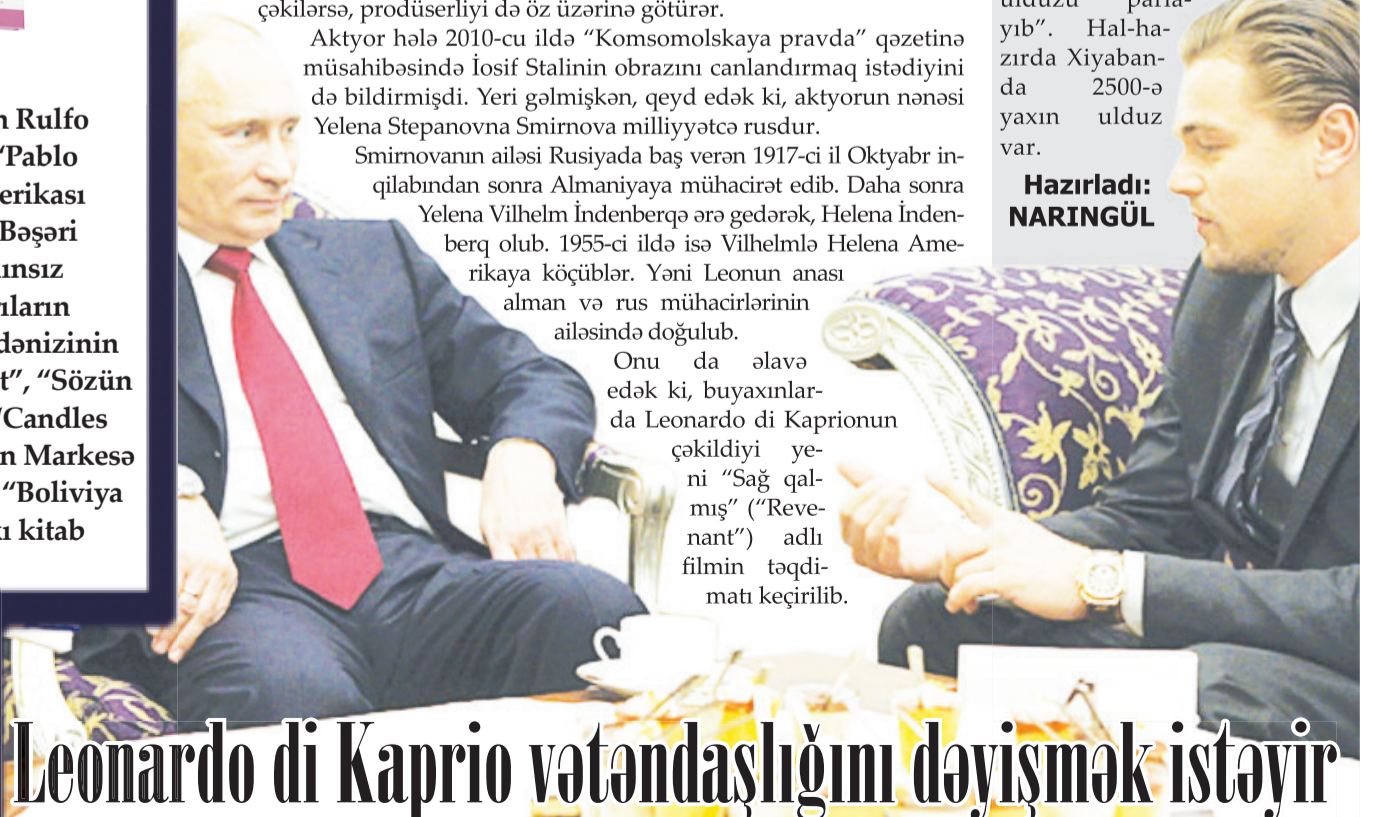 n Rulfo
“Pablo
erikası
Bəşəri
ınsız
dənizinin
t”, “Sözün
“Candles
n Markesə
“Boliviya
kitab
çəkilərsə, prodüserliyi də öz üzərinə götürər.
Aktyor hələ 2010-cu ildə “Komsomolskaya pravda” qəzetinə
müsahibəsində İosif Stalinin obrazını canlandırmaq istədiyini
də bildirmişdi. Yeri gəlmişkən, qeyd edək ki, aktyorun nənəsi
Yelena Stepanovna Smirnova milliyyətcə rusdur.
Smirnovanın ailəsi Rusiyada baş verən 1917-ci il Oktyabr in-
qilabından sonra Almaniyaya mühacirət edib. Daha sonra
Yelena Vilhelm İndenberqə ərə gedərək, Helena İnden-
berq olub. 1955-ci ildə isə Vilhelmlə Helena Ame-
rikaya köçüblər. Yəni Leonun anası
alman və rus mühacirlərinin
ailəsində doğulub.
Onu da əlavə
edək ki, buyaxınlar-
da Leonardo di Kaprionun
çəkildiyi ye-
ni “Sağ qal-
mış” (“Reve-
nant”) adlı
filmin təqdi-
matı keçirilib.
ulduzu parla-
yıb”. Hal-ha-
zırda Xiyaban-
da 2500-ə
yaxın ulduz
var.
Hazırladı:
NARINGÜL
Leonardo di Kaprio vətəndaşlığını dəyişmək istəyir